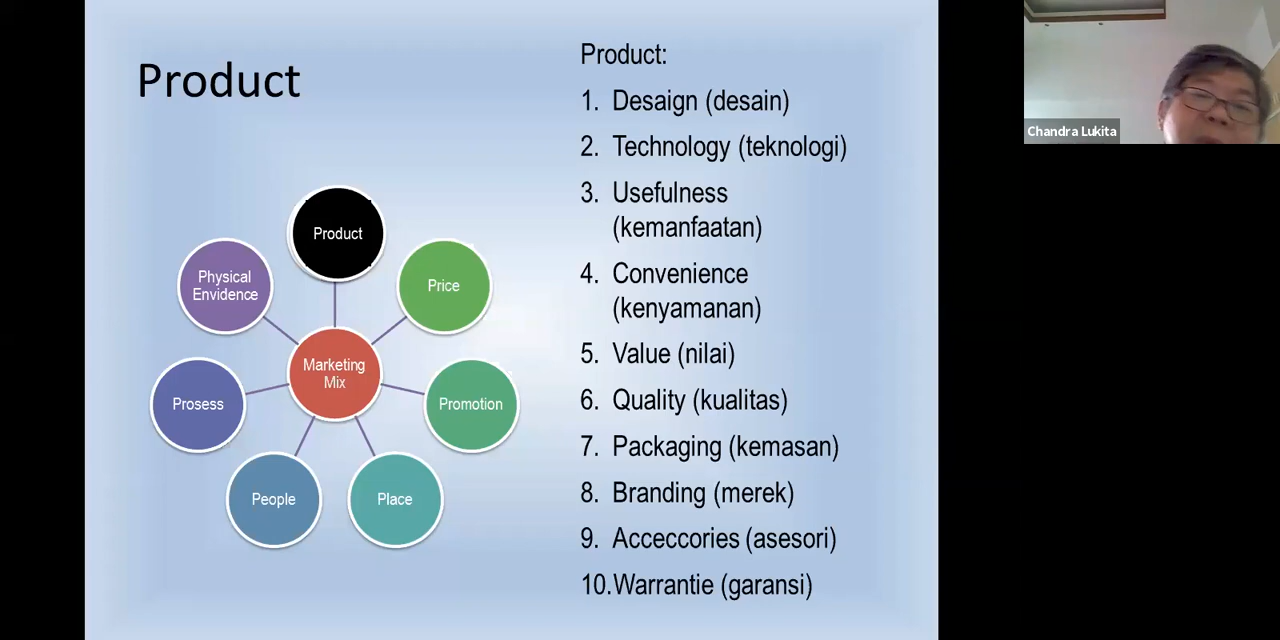 Product
Product
Physical
Envidence
Price
Marketing
Mix
Prosess
Promotion
People
Place
Product:
1. Desaign (desain)
2. Technology (teknologi)
3. Usefulness
(kemanfaatan)
4. Convenience
(kenyamanan)
5. Value (nilai)
6. Quality (kualitas)
7. Packaging (kemasan)
8. Branding (merek)
9. Acceccories (asesori)
10.Warrantie (garansi)
Chandra Lukita